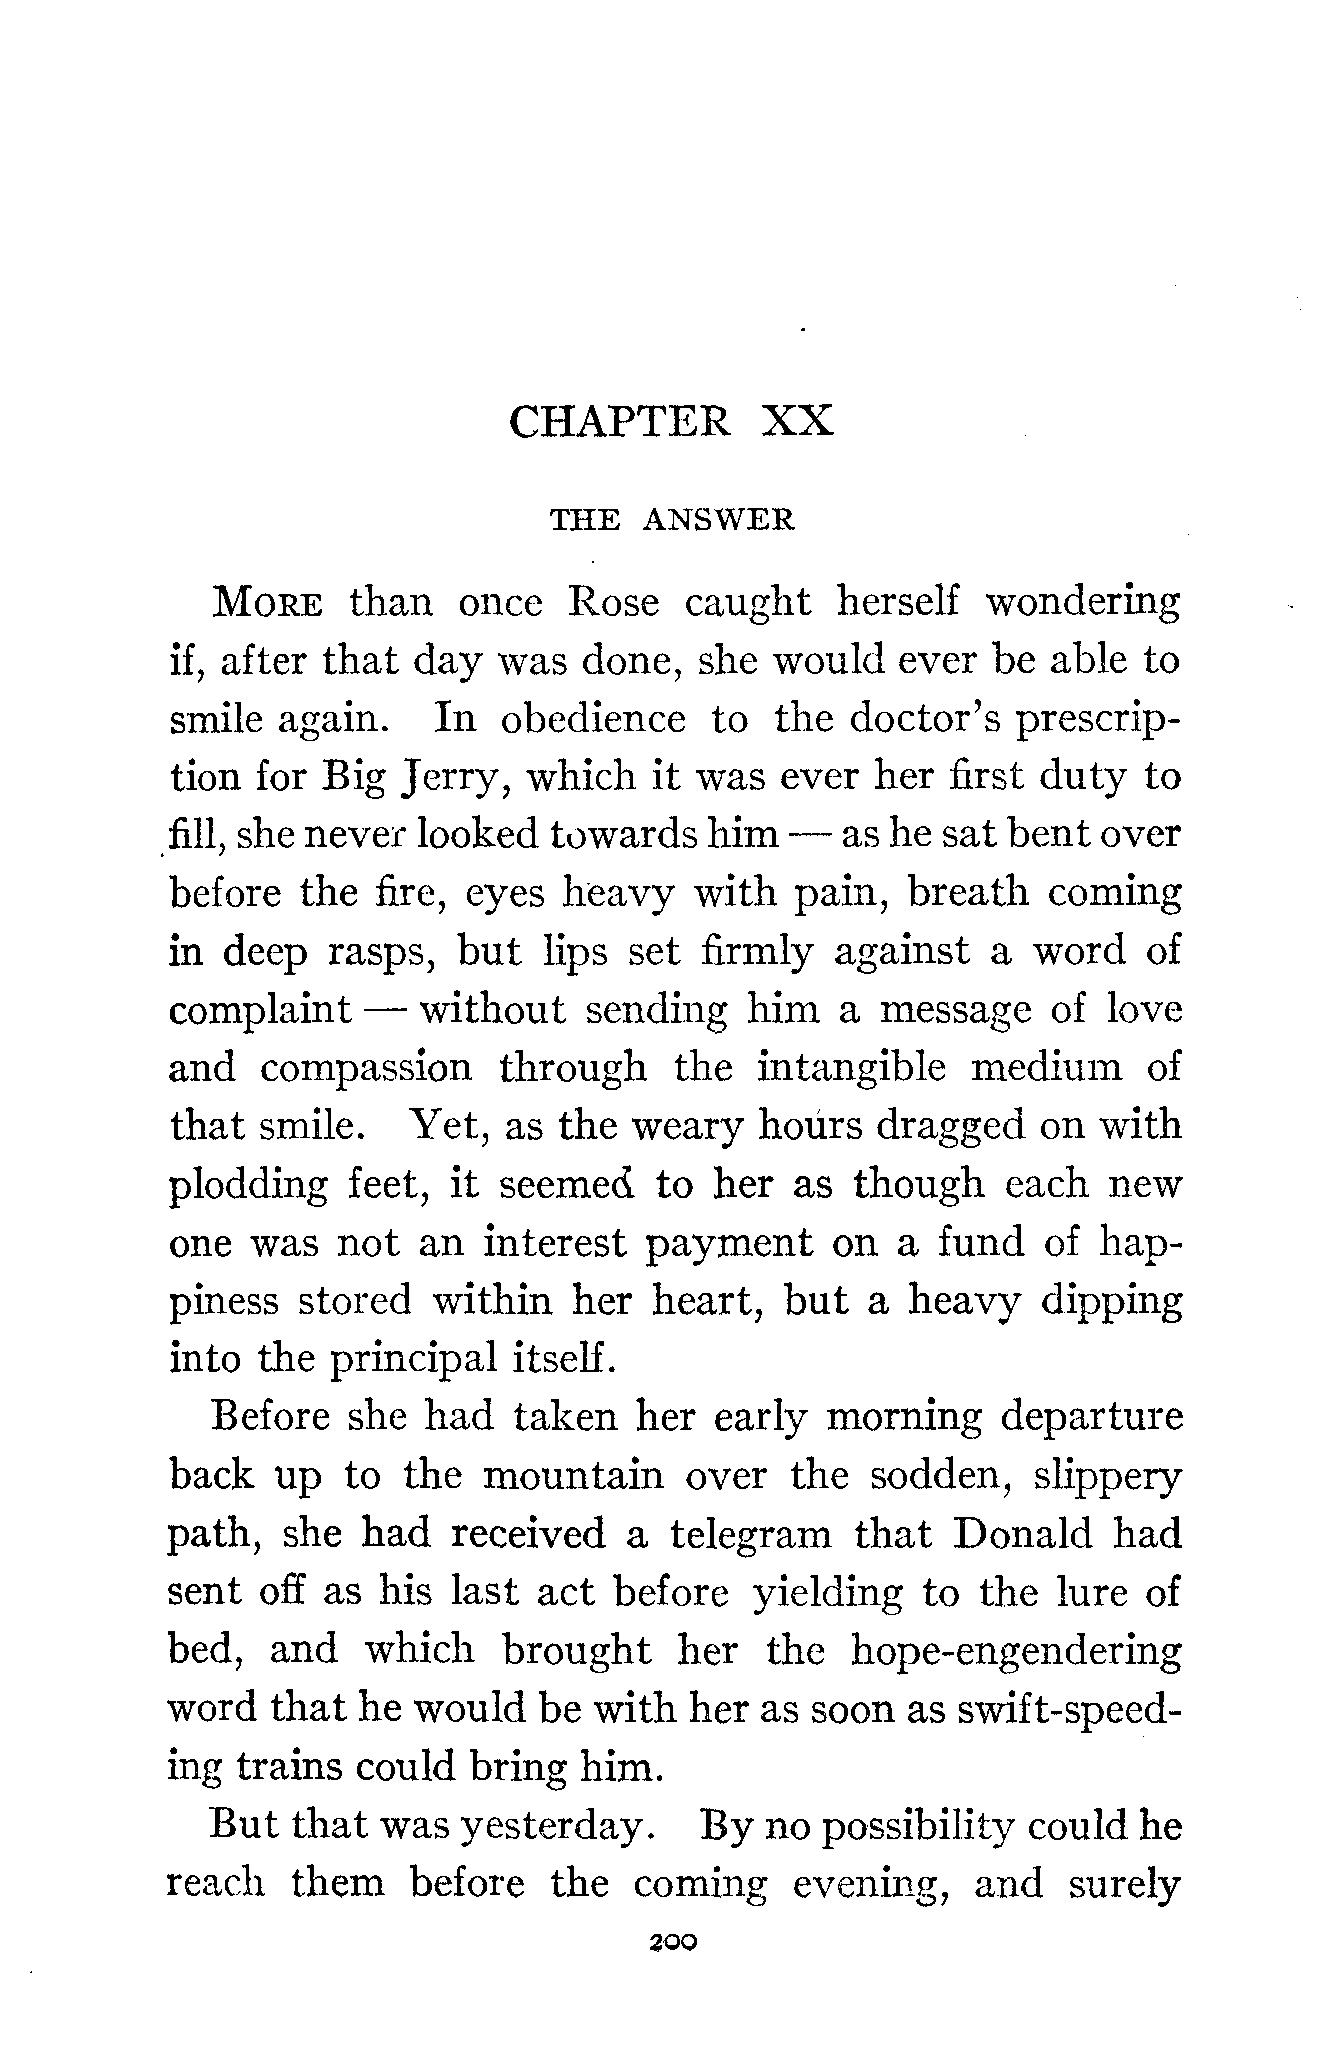 CHAPTER XX
THE ANSWER
MORE than once Rose caught herself wondering
if, after that day was done, she would ever be able to
smile again. In obedience to the doctor's prescrip-
tion for Big Jerry, which it was ever her first duty to
fill, she never looked towards him — as he sat bent over
before the fire, eyes heavy with pain, breath coming
in deep rasps, but lips set firmly against a word of
complaint — without sending him a message of love
and compassion through the intangible medium of
that smile. Yet, as the weary hours dragged on with
plodding feet, it seemed to her as though each new
one was not an interest payment on a fund of hap-
piness stored within her heart, but a heavy dipping
into the principal itself.
Before she had taken her early morning departure
back up to the mountain over the sodden, slippery
path, she had received a telegram that Donald had
sent off as his last act before yielding to the lure of
bed, and which brought her the hope-engendering
word that he would be with her as soon as swift-speed-
ing trains could bring him.
But that was yesterday. By no possibility could he
reach them before the coming evening, and surely
200